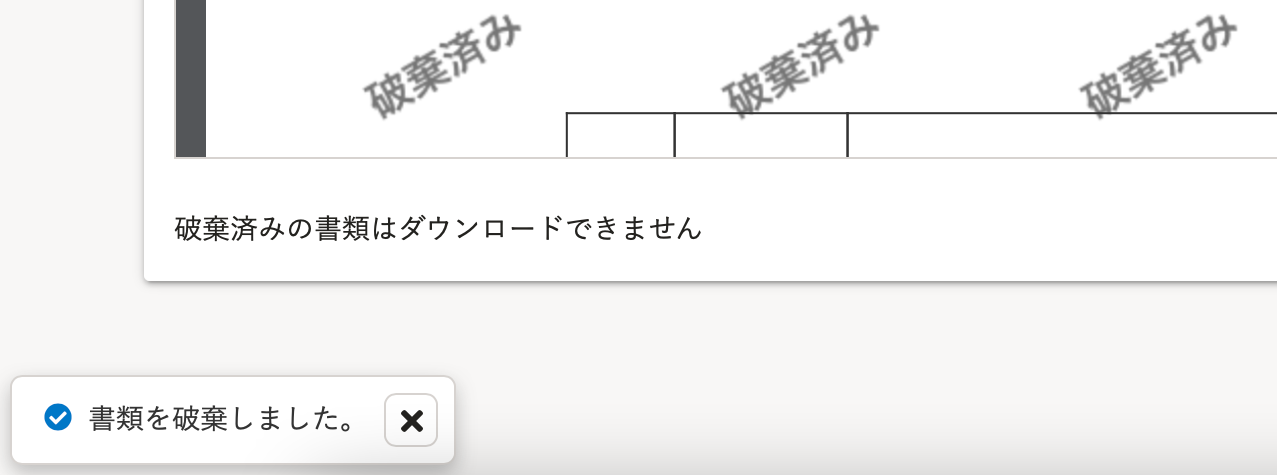 破棄済み 破棄済み 破棄済み
破棄済みの書類はダウンロードできません
書類を破棄しました。